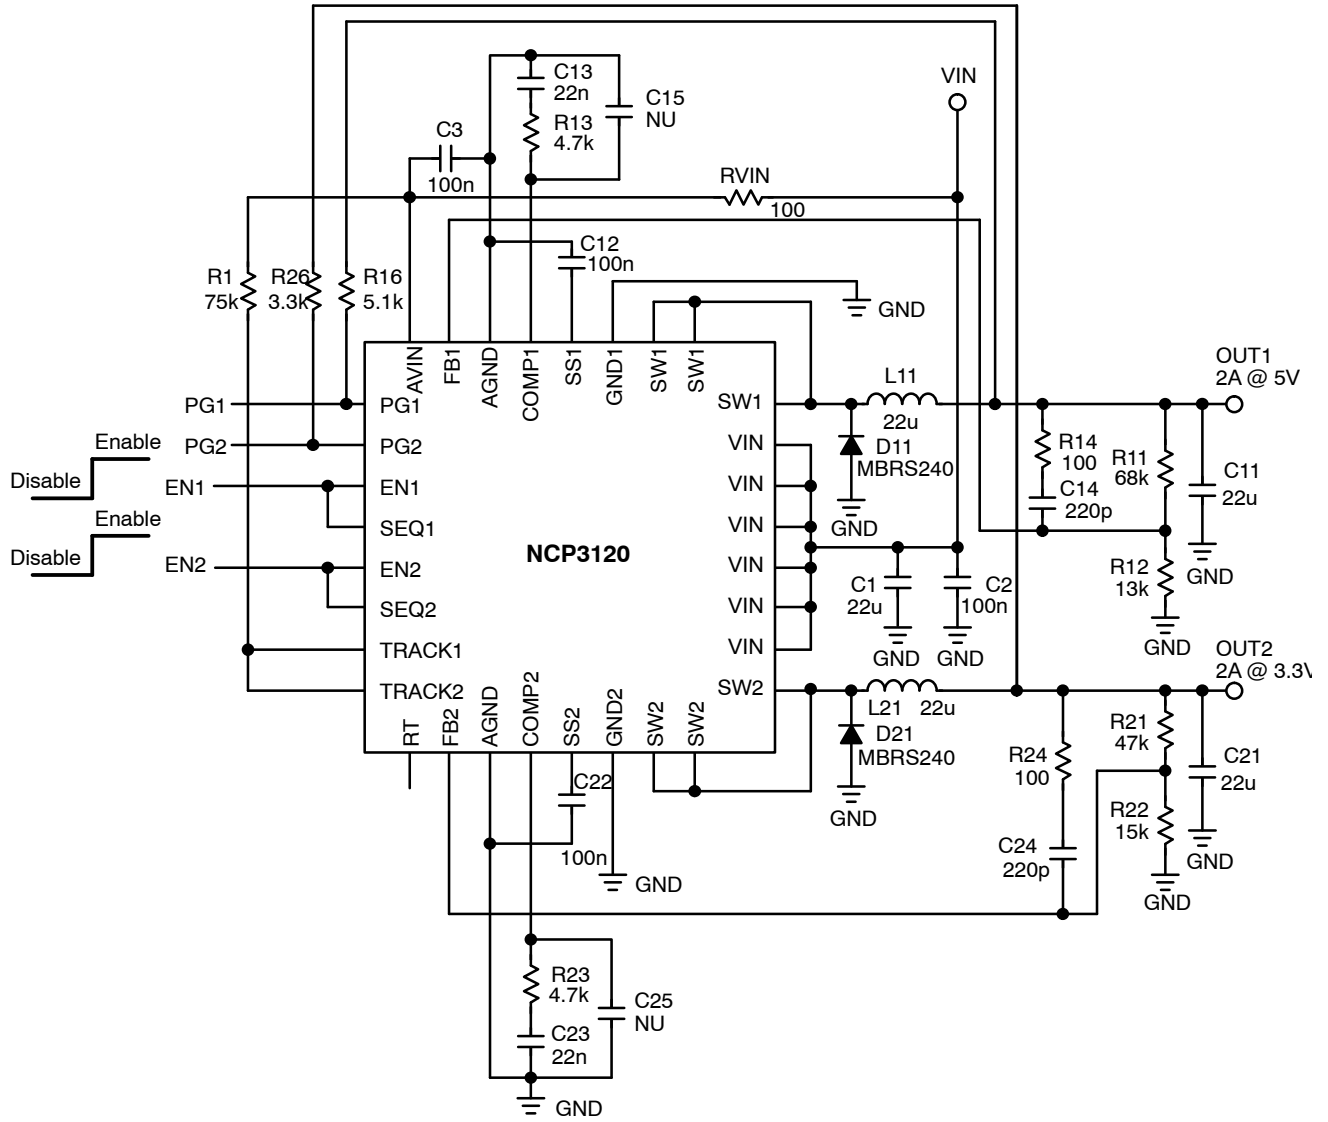 C13
22n
C15
NU
VIN
C3
100n
R13
4.7k
RVIN
100
C12
100n
R1
75k
R26
3.3k
R16
5.1k
GND
AVIN
FB1
AGND
COMP1
SS1
GND1
SW1
SW1
OUT1
2A @ 5V
L11
22u
PG1
PG1
SW1
PG2
PG2
VIN
D11
MBRS240
GND
R14
100
C14
220p
R11
68k
C11
22u
GND
Enable
Disable
EN1
EN1
VIN
Enable
Disable
SEQ1
VIN
NCP3120
EN2
EN2
VIN
C1
22u
GND
C2
100n
GND
R12
13k
GND
SEQ2
VIN
TRACK1
VIN
OUT2
2A @ 3.3V
TRACK2
SW2
L21
22u
RT
FB2
AGND
COMP2
SS2
GND2
SW2
SW2
D21
MBRS240
GND
R21
47k
R24
100
C21
22u
GND
R22
15k
GND
C22
100n
GND
C24
220p
R23
4.7k
C25
NU
C23
22n
GND